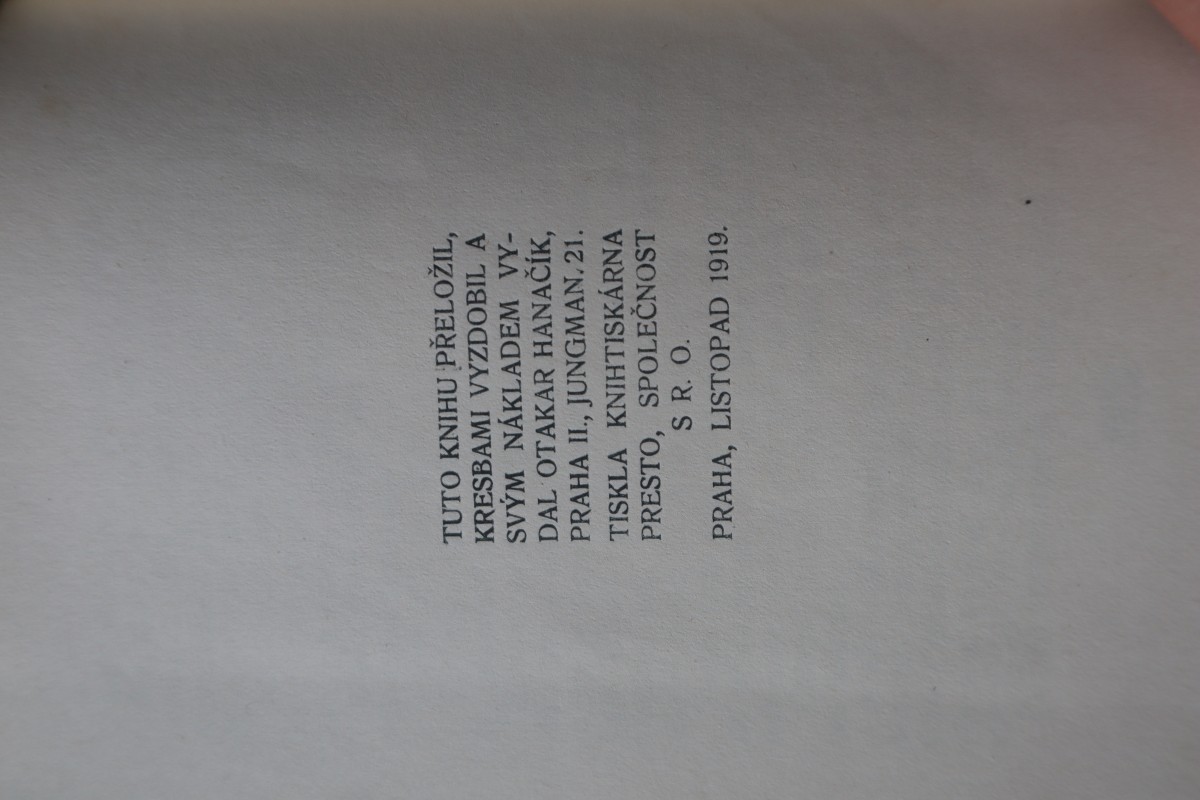 TUTO KNIHU PŘELOŽIL,
KRESBAMI VYZDOBIL A
SVÝM NÁKLADEM VY-
DAL OTAKAR HANAČÍK,
PRAHA II., JUNGMAN. 21.
TISKLA KNIHTISKÁRNA
PRESTO, SPOLEČNOST
S R. O.
PRAHA, LISTOPAD 1919.